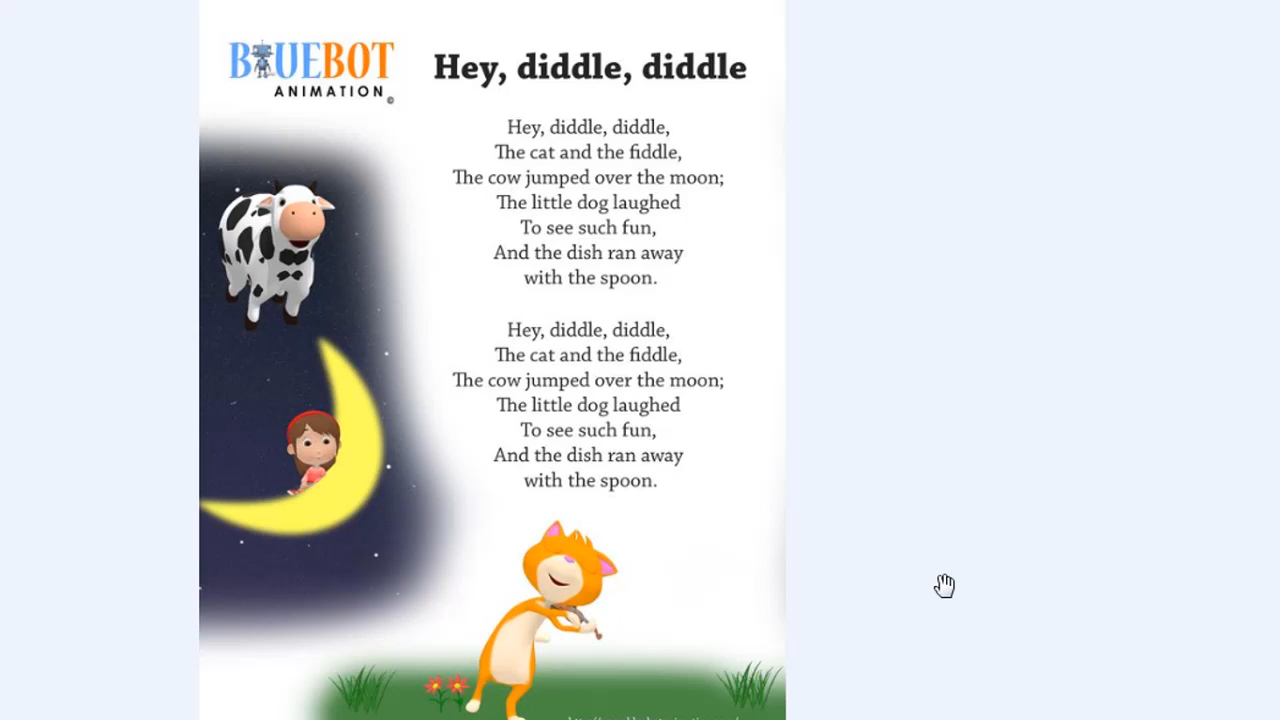 BLUEBOT
ANIMATION
©
Hey, diddle, diddle
Hey, diddle, diddle,
The cat and the fiddle,
The cow jumped over the moon;
The little dog laughed
To see such fun,
And the dish ran away
with the spoon.
Hey, diddle, diddle,
The cat and the fiddle,
The cow jumped over the moon;
The little dog laughed
To see such fun,
And the dish ran away
with the spoon.